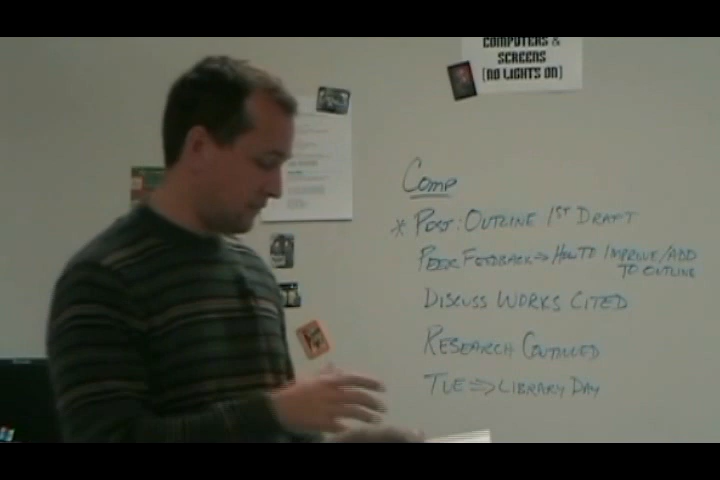 COMPUTERS &
SCREENS
(NO LIGHTS ON)
COMP
* POST: OUTLINE 1ST DRAFT
PEER FEEDBACK => HOW TO IMPROVE/ADD
TO OUTLINE
DISCUSS WORKS CITED
RESEARCH CONTINUED
TUE => LIBRARY DAY